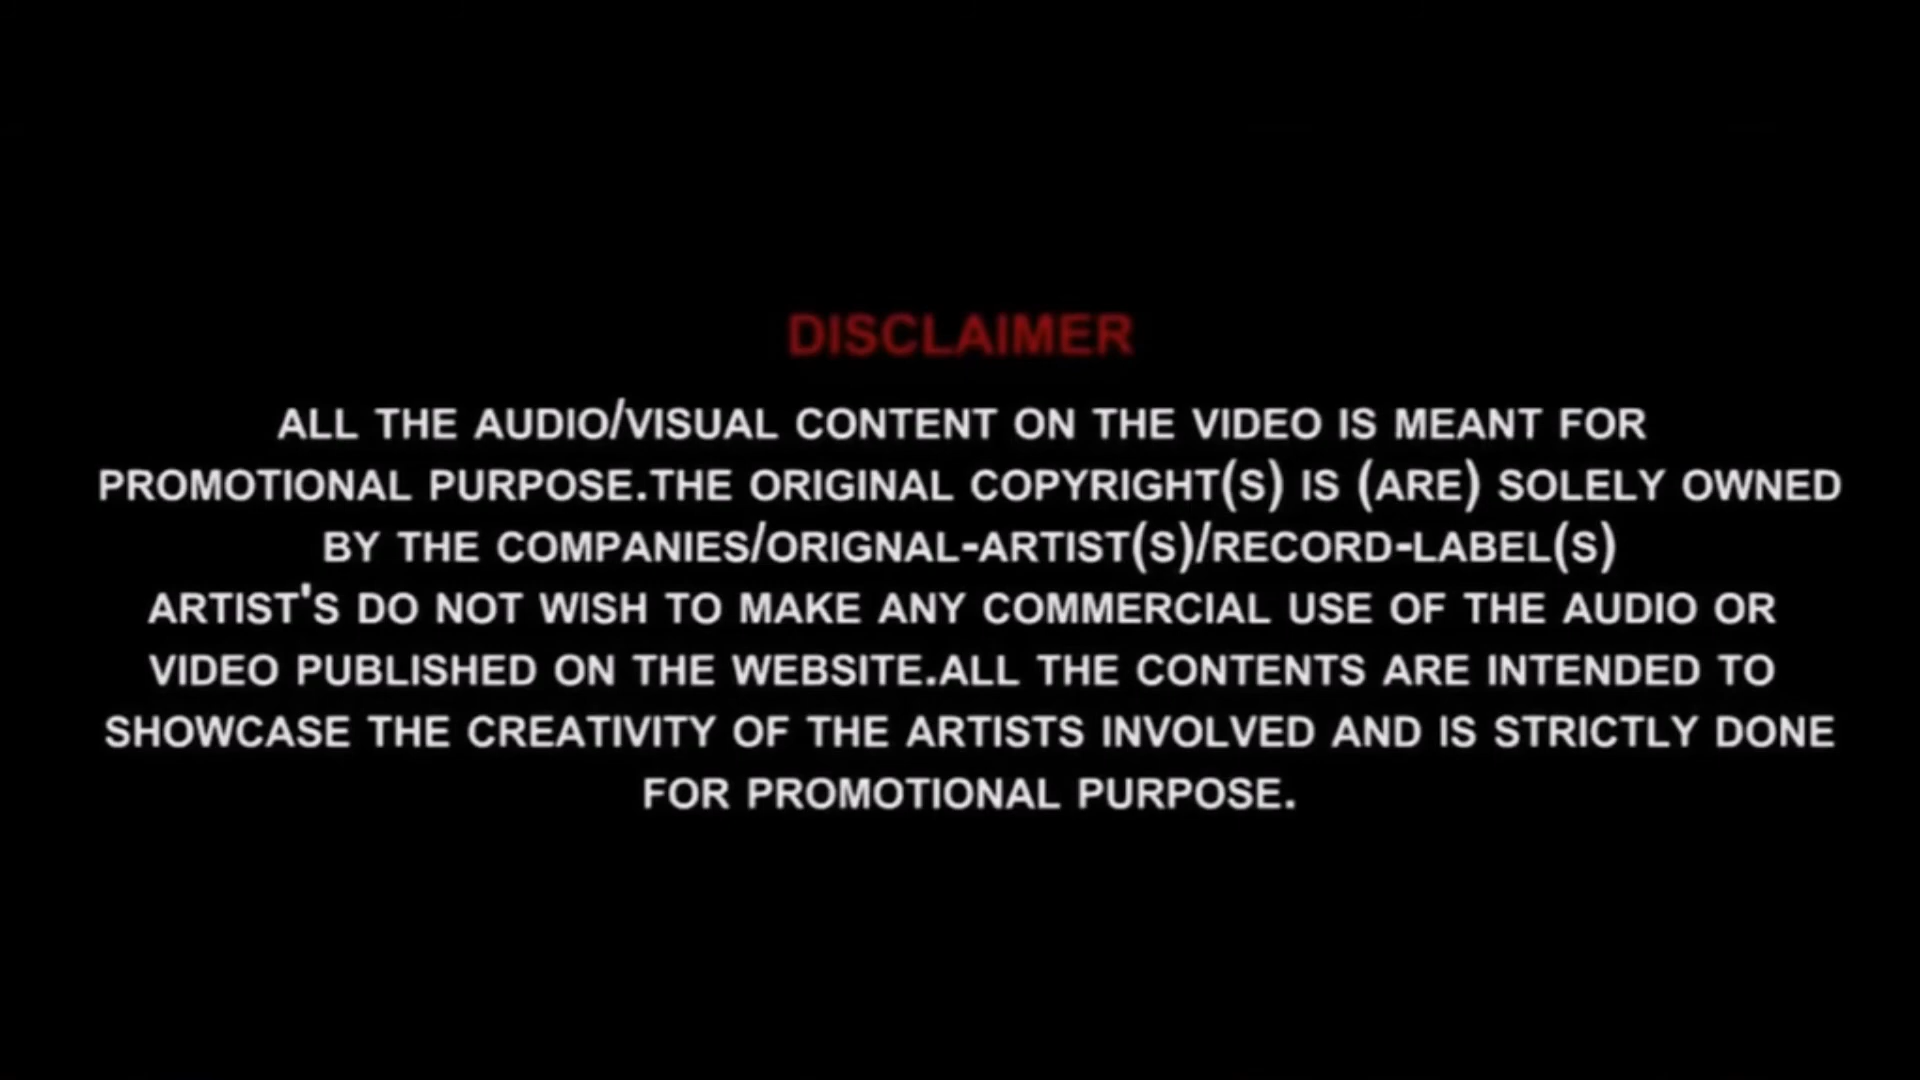 DISCLAIMER
ALL THE AUDIO/VISUAL CONTENT ON THE VIDEO IS MEANT FOR
PROMOTIONAL PURPOSE.THE ORIGINAL COPYRIGHT(S) IS (ARE) SOLELY OWNED
BY THE COMPANIES/ORIGNAL-ARTIST(S)/RECORD-LABEL(S)
ARTIST'S DO NOT WISH TO MAKE ANY COMMERCIAL USE OF THE AUDIO OR
VIDEO PUBLISHED ON THE WEBSITE.ALL THE CONTENTS ARE INTENDED TO
SHOWCASE THE CREATIVITY OF THE ARTISTS INVOLVED AND IS STRICTLY DONE
FOR PROMOTIONAL PURPOSE.